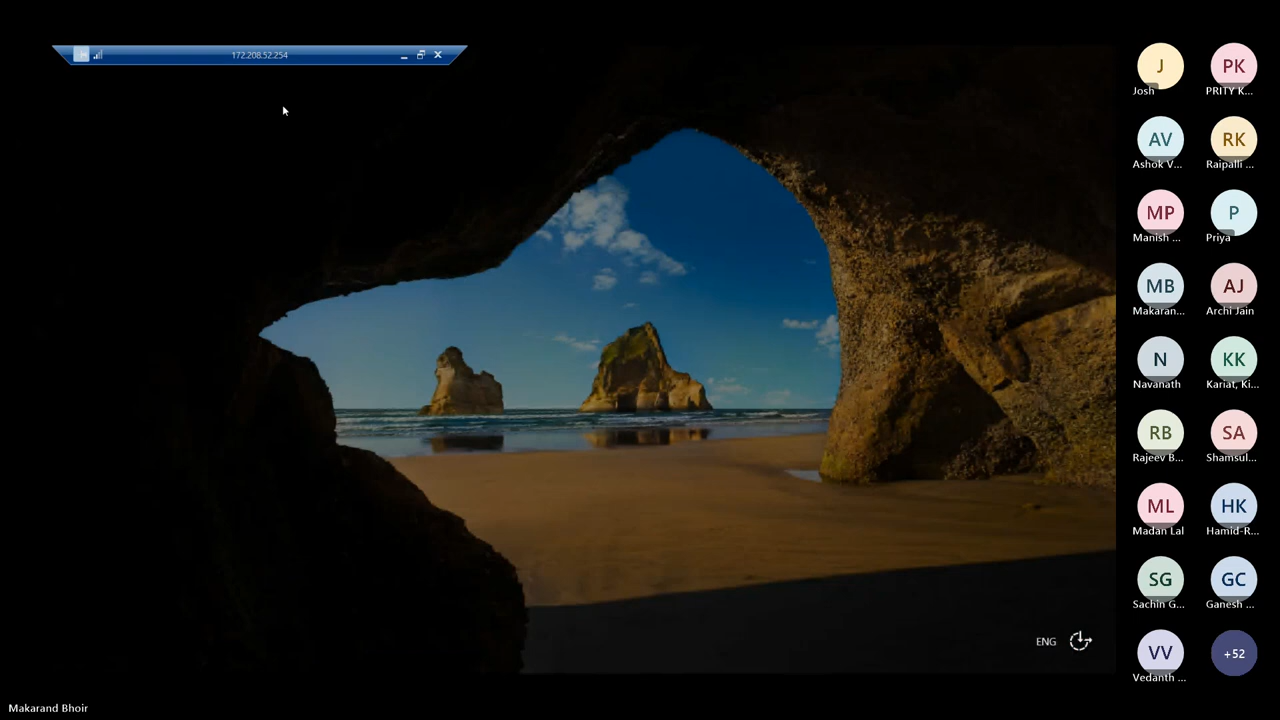 172.208.52.254
J
PK
Josh
PRITY K...
AV
RK
Ashok V...
Raipalli ...
MP
P
Manish ...
Priya
MB
AJ
Makaran...
Archi Jain
N
KK
Navanath
Kariat, Ki...
RB
SA
Rajeev B...
Shamsul...
ML
HK
Madan Lal
Hamid-R...
SG
GC
Sachin G...
Ganesh ...
ENG
VV
+52
Vedanth ...
Makarand Bhoir